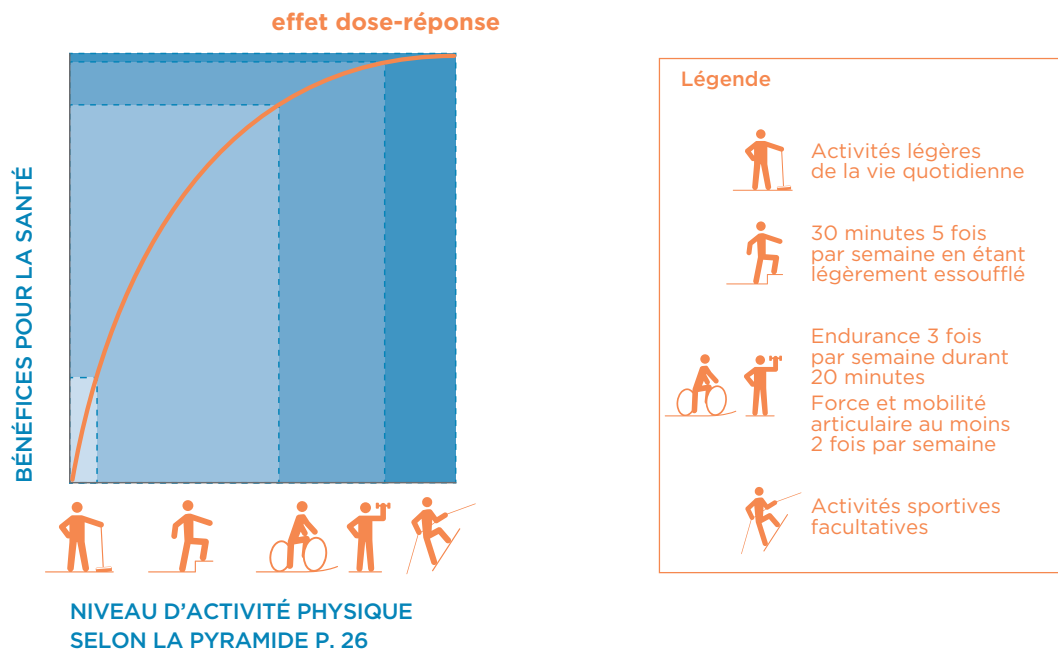 effet dose-réponse
BÉNÉFICES POUR LA SANTÉ
NIVEAU D’ACTIVITÉ PHYSIQUE
SELON LA PYRAMIDE P. 26
Légende
Activités légères
de la vie quotidienne
30 minutes 5 fois
par semaine en étant
légèrement essoufflé
Endurance 3 fois
par semaine durant
20 minutes
Force et mobilité
articulaire au moins
2 fois par semaine
Activités sportives
facultatives